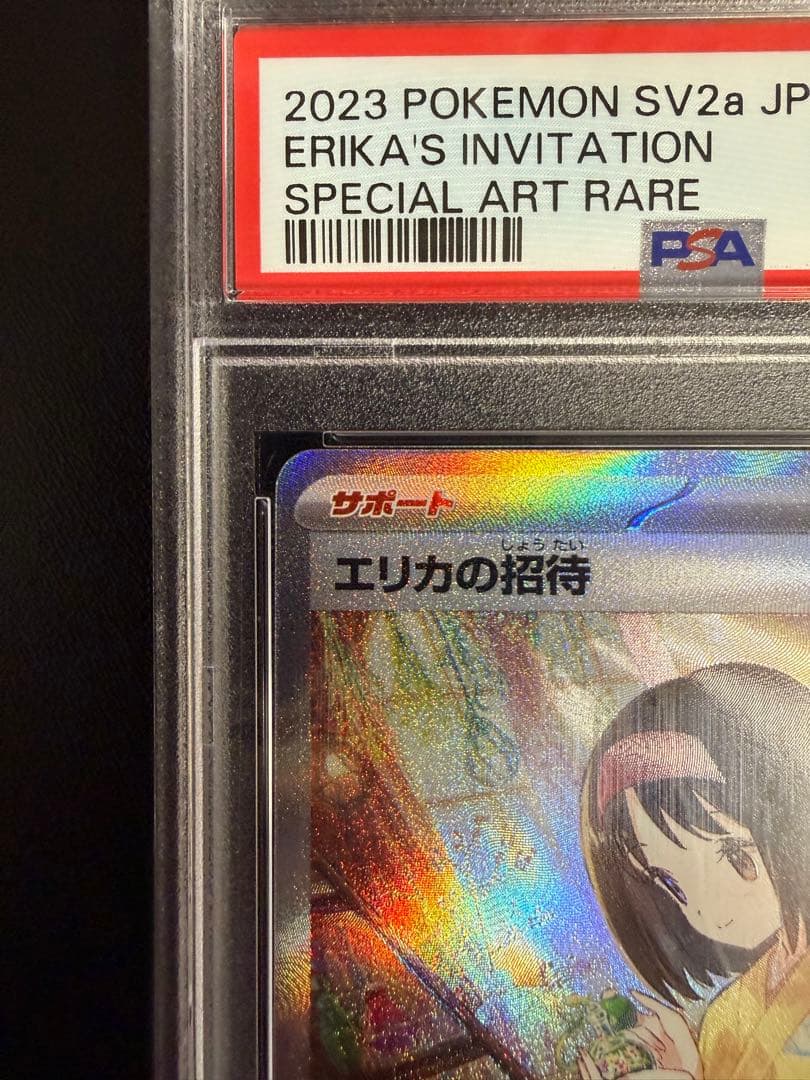 2023 POKEMON SV2a JP
ERIKA'S INVITATION
SPECIAL ART RARE
PSA
サポート
しょうたい
エリカの招待